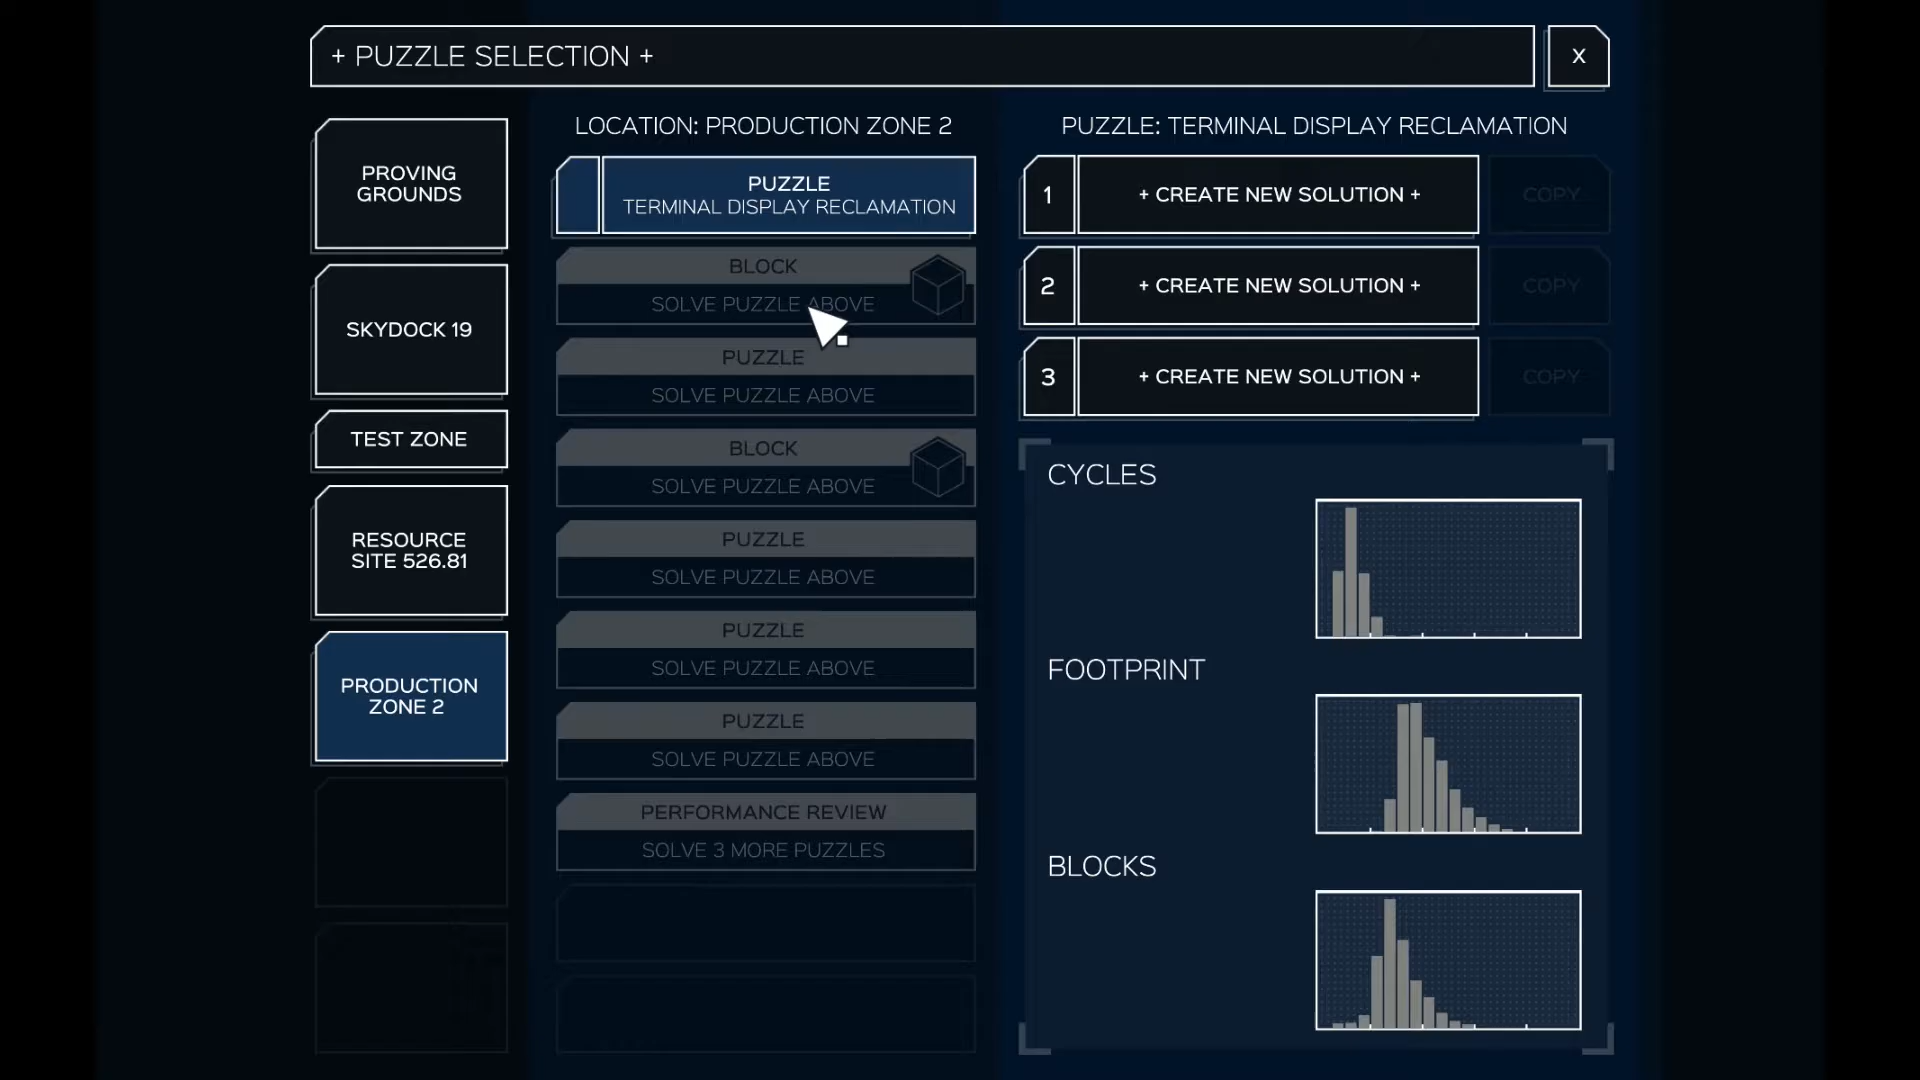 + PUZZLE SELECTION +
X
PROVING
GROUNDS
SKYDOCK 19
TEST ZONE
RESOURCE
SITE 526.81
PRODUCTION
ZONE 2
LOCATION: PRODUCTION ZONE 2
PUZZLE
TERMINAL DISPLAY RECLAMATION
BLOCK
SOLVE PUZZLE ABOVE
PUZZLE
SOLVE PUZZLE ABOVE
BLOCK
SOLVE PUZZLE ABOVE
PUZZLE
SOLVE PUZZLE ABOVE
PUZZLE
SOLVE PUZZLE ABOVE
PUZZLE
SOLVE PUZZLE ABOVE
PERFORMANCE REVIEW
SOLVE 3 MORE PUZZLES
PUZZLE: TERMINAL DISPLAY RECLAMATION
1 + CREATE NEW SOLUTION + COPY
2 + CREATE NEW SOLUTION + COPY
3 + CREATE NEW SOLUTION + COPY
CYCLES
FOOTPRINT
BLOCKS